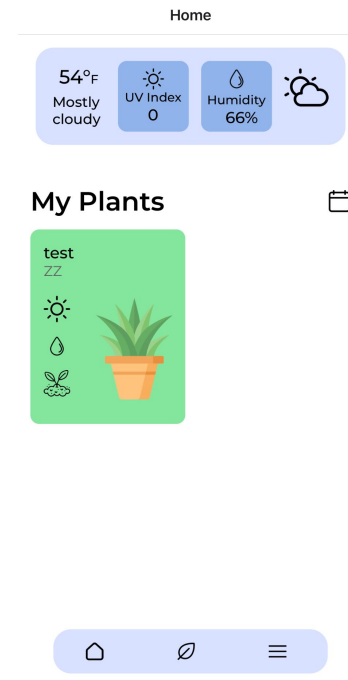 Home
54°F
Mostly
cloudy
UV Index
0
Humidity
66%
My Plants
test
ZZ